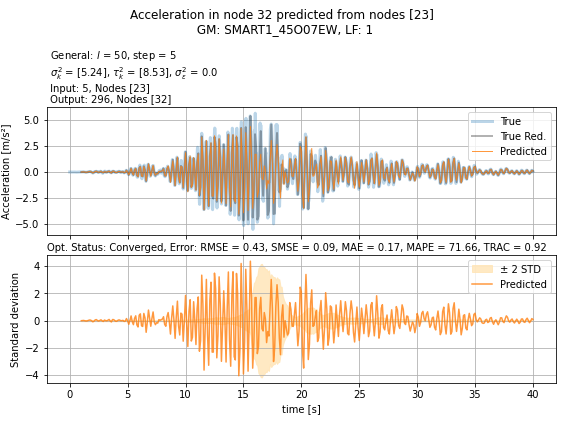 Acceleration in node 32 predicted from nodes [23]
GM: SMART1_45O07EW, LF: 1
General: l = 50, step = 5
σ²ₖ = [5.24], τ²ₖ = [8.53], σ²ε = 0.0
Input: 5, Nodes [23]
Output: 296, Nodes [32]
Acceleration [m/s²]
5.0
2.5
0.0
−2.5
−5.0
True
True Red.
Predicted
Opt. Status: Converged, Error: RMSE = 0.43, SMSE = 0.09, MAE = 0.17, MAPE = 71.66, TRAC = 0.92
Standard deviation
4
2
0
−2
−4
± 2 STD
Predicted
0 5 10 15 20 25 30 35 40
time [s]